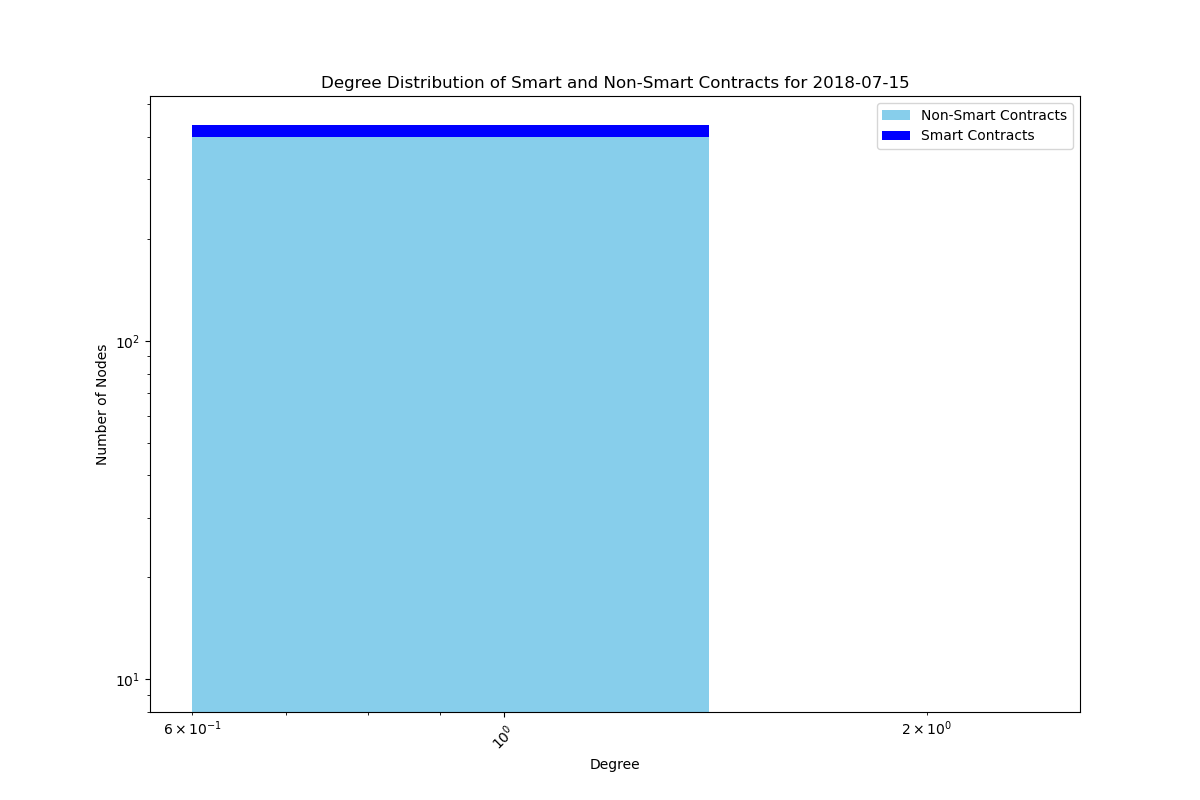 Degree Distribution of Smart and Non-Smart Contracts for 2018-07-15
Non-Smart Contracts
Smart Contracts
Number of Nodes
10²
10¹
6 × 10⁻¹
10⁰
2 × 10⁰
Degree